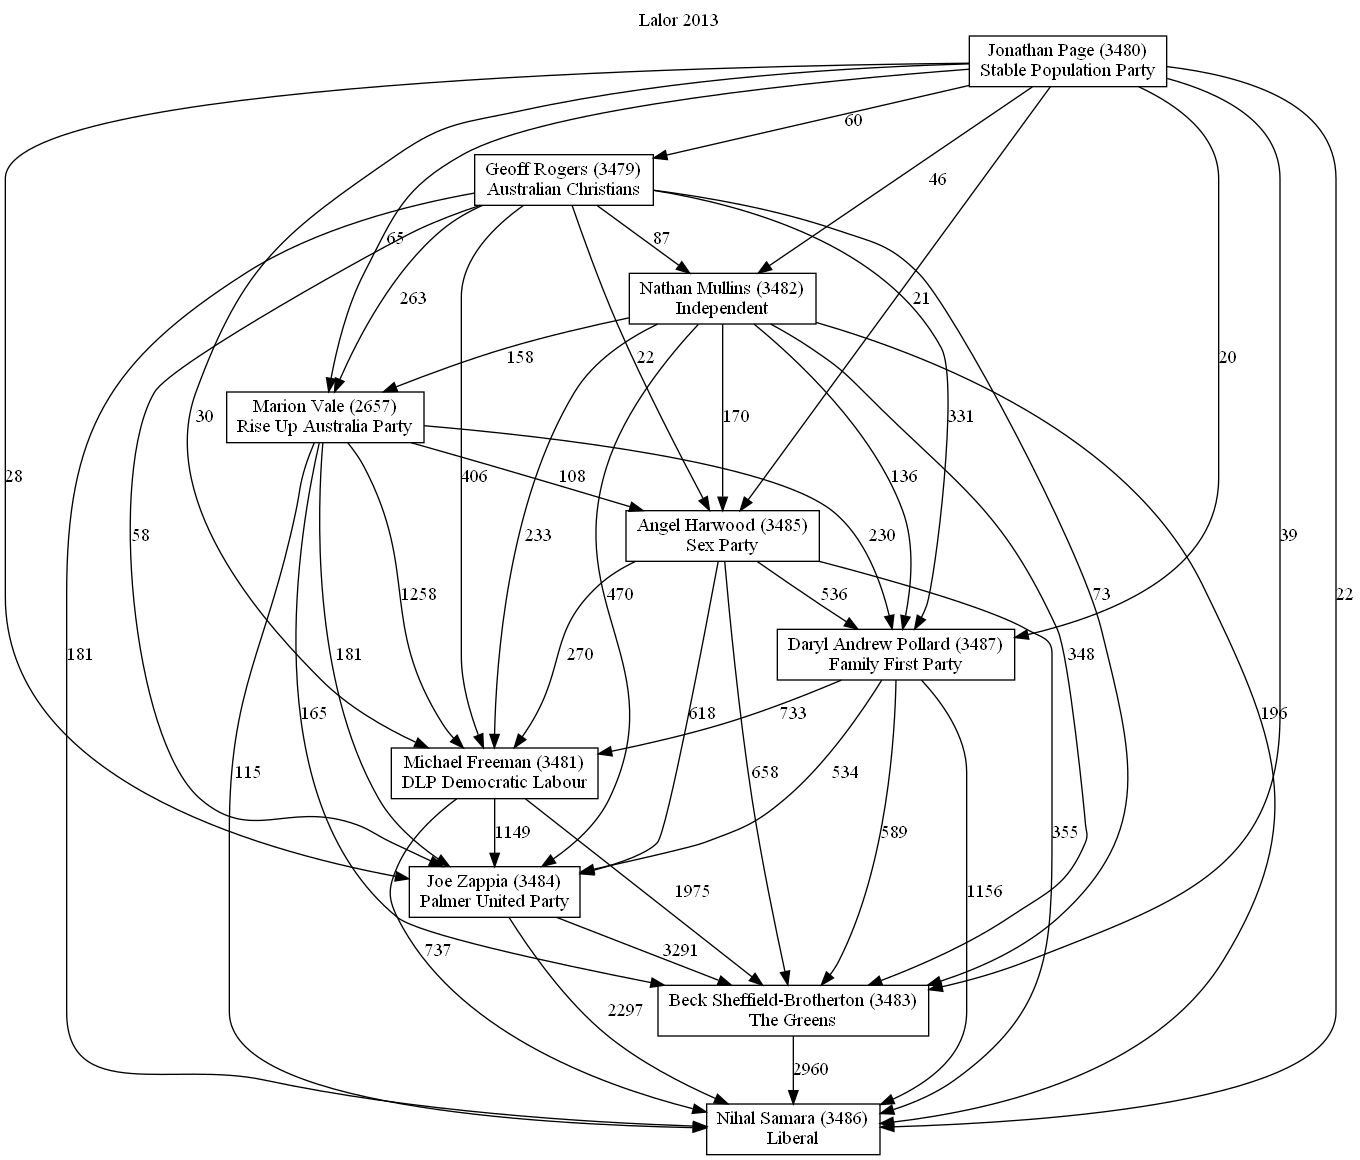 Lalor 2013
Jonathan Page (3480)
Stable Population Party
60
Geoff Rogers (3479)
Australian Christians
46
65
87
263
Nathan Mullins (3482)
Independent
21
158
22
20
Marion Vale (2657)
Rise Up Australia Party
30
170
331
28
406
108
136
Angel Harwood (3485)
Sex Party
58
233
230
39
1258
470
536
73
22
Daryl Andrew Pollard (3487)
Family First Party
181
181
270
348
165
618
733
196
Michael Freeman (3481)
DLP Democratic Labour
115
658
534
1149
589
355
Joe Zappia (3484)
Palmer United Party
1975
1156
737
3291
Beck Sheffield-Brotherton (3483)
The Greens
2297
2960
Nihal Samara (3486)
Liberal